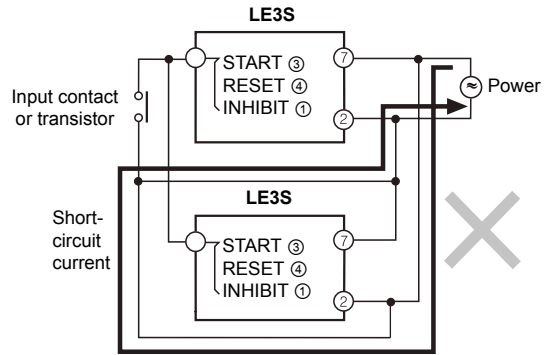 LE3S
START ③
RESET ④
INHIBIT ①
7
2
Power
Input contact
or transistor
Short-
circuit
current
LE3S
START ③
RESET ④
INHIBIT ①
7
2